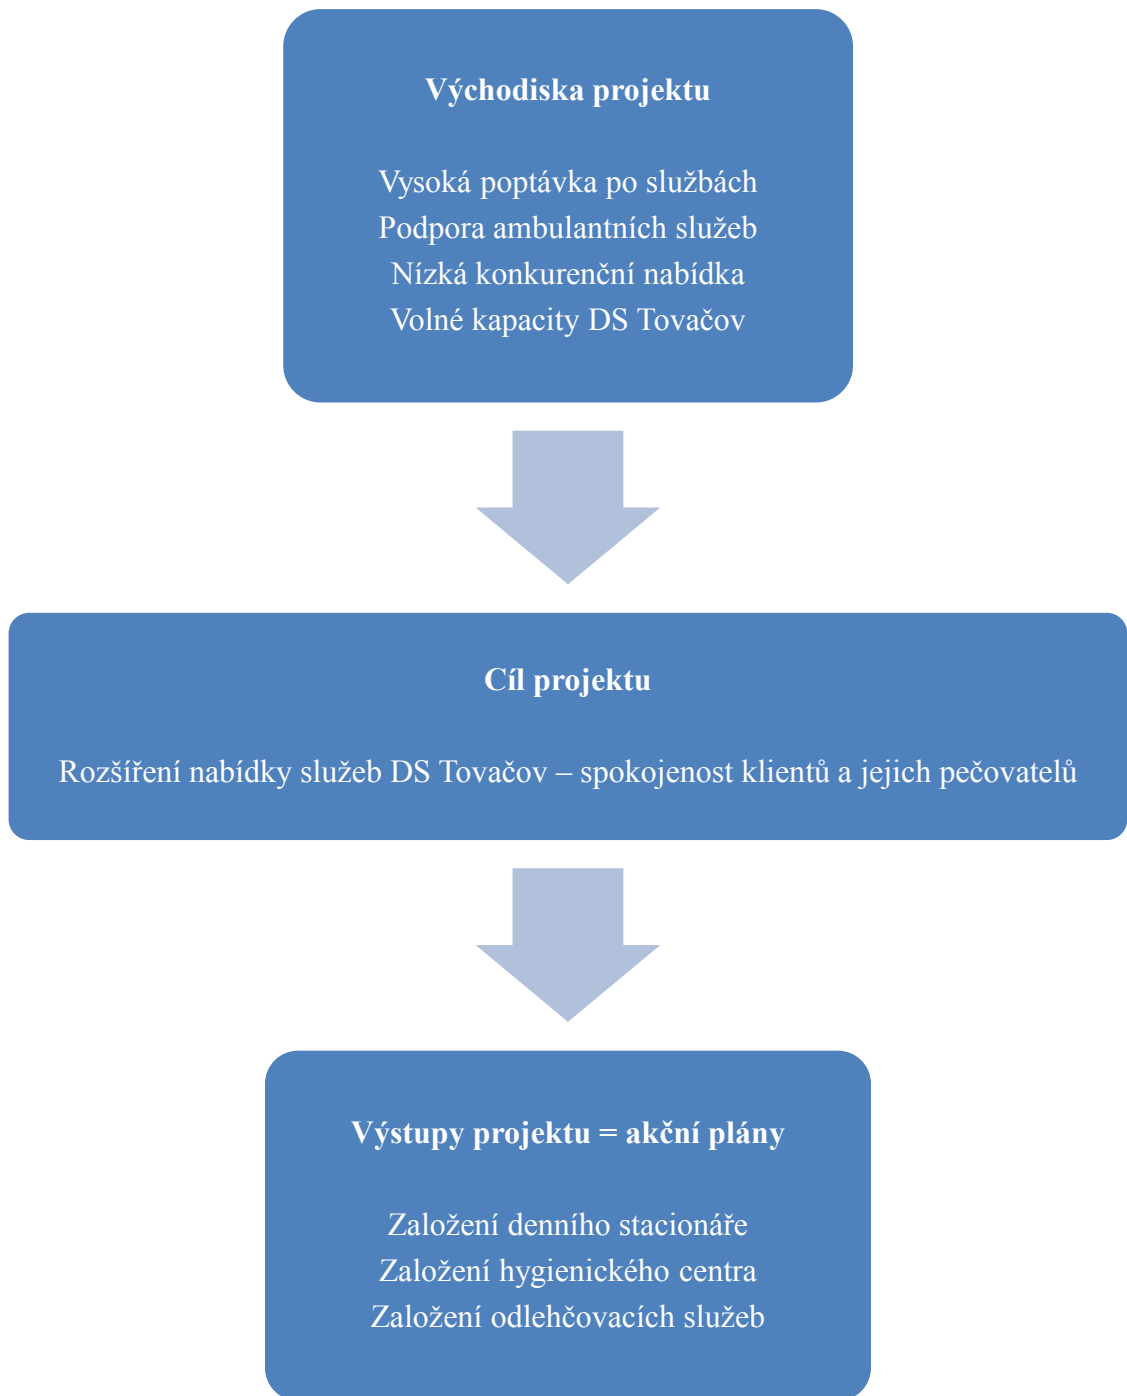 Východiska projektu
Vysoká poptávka po službách
Podpora ambulantních služeb
Nízká konkurenční nabídka
Volné kapacity DS Tovačov
Cíl projektu
Rozšíření nabídky služeb DS Tovačov – spokojenost klientů a jejich pečovatelů
Výstupy projektu = akční plány
Založení denního stacionáře
Založení hygienického centra
Založení odlehčovacích služeb